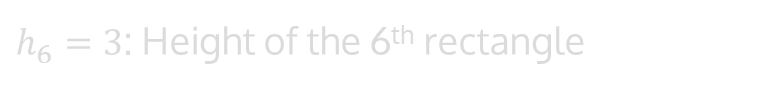 h₆ = 3: Height of the 6ᵗʰ rectangle